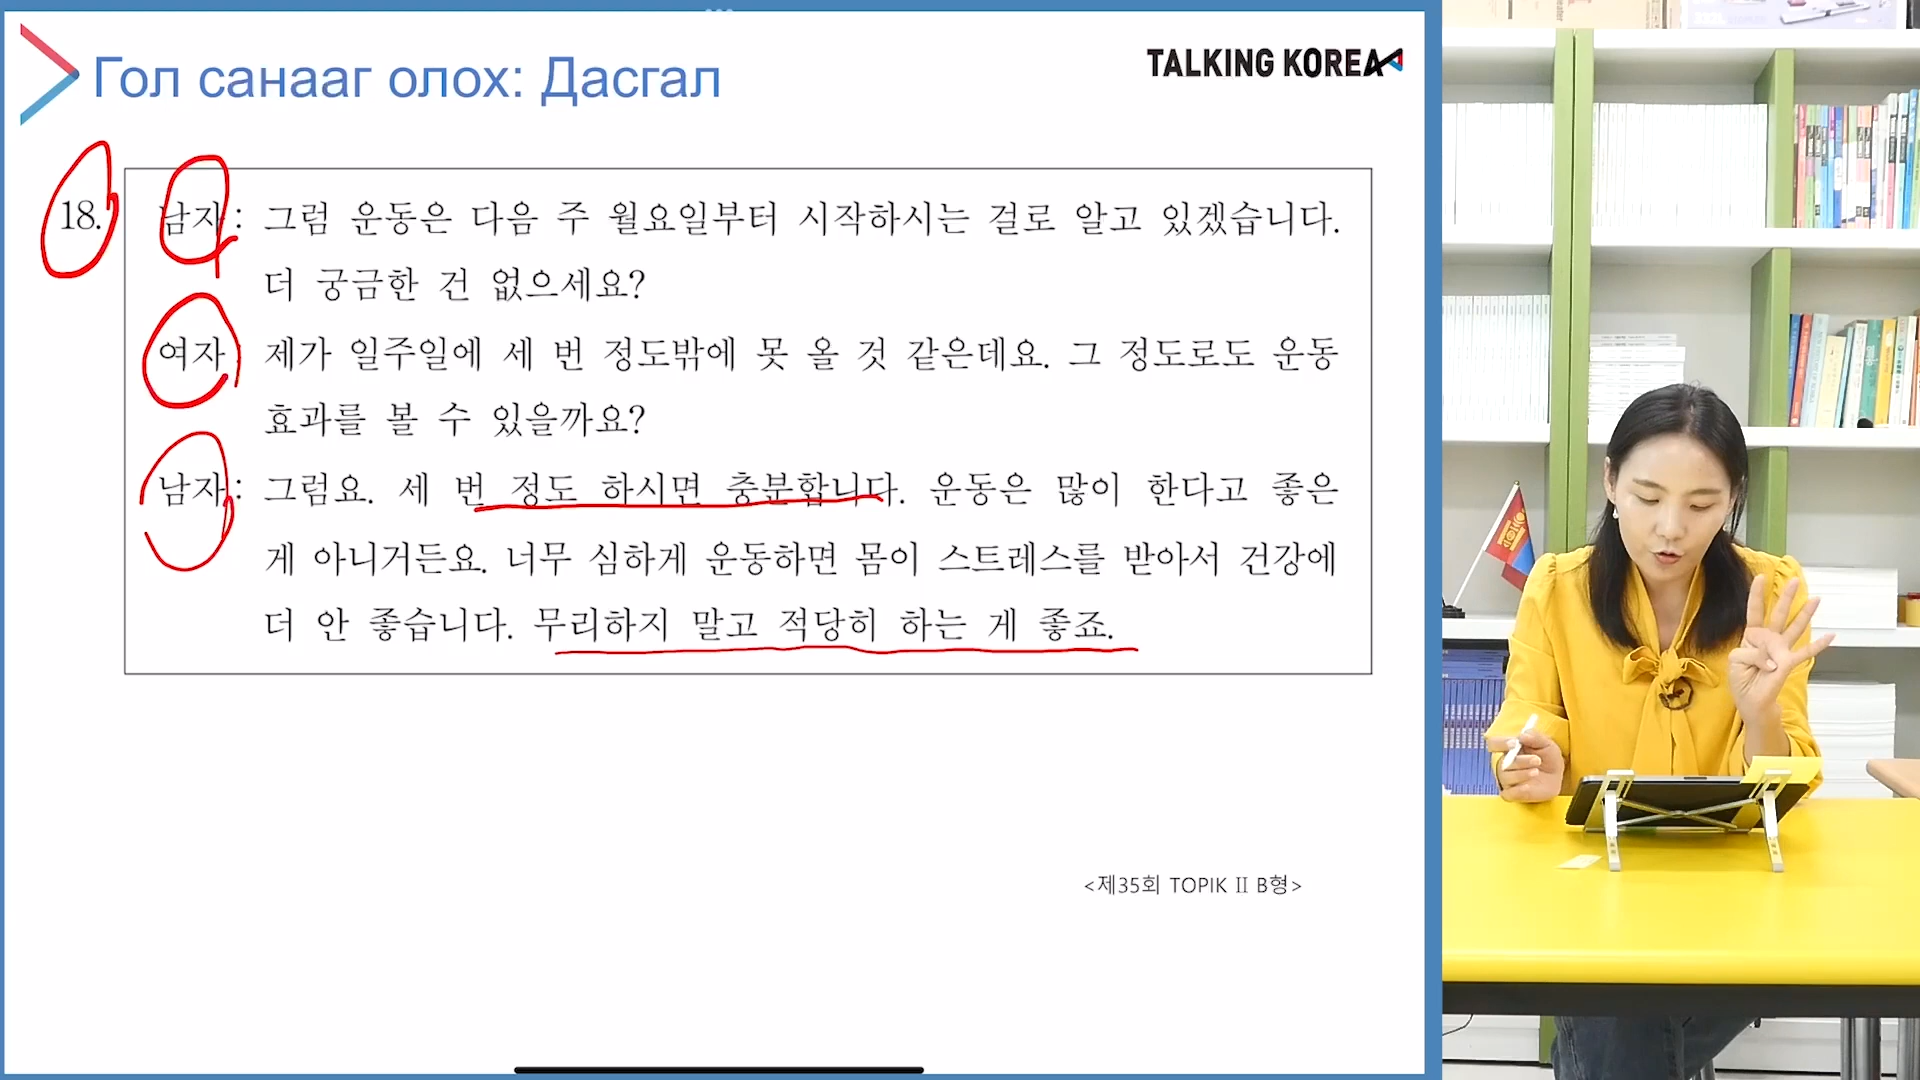 Гол санааг олох: Дасгал
TALKING KOREA
18.
남자 : 그럼 운동은 다음 주 월요일부터 시작하시는 걸로 알고 있겠습니다.
더 궁금한 건 없으세요?
여자 제가 일주일에 세 번 정도밖에 못 올 것 같은데요. 그 정도로도 운동
효과를 볼 수 있을까요?
남자 : 그럼요. 세 번 정도 하시면 충분합니다. 운동은 많이 한다고 좋은
게 아니거든요. 너무 심하게 운동하면 몸이 스트레스를 받아서 건강에
더 안 좋습니다. 무리하지 말고 적당히 하는 게 좋죠.
<제35회 TOPIK Ⅱ B형>